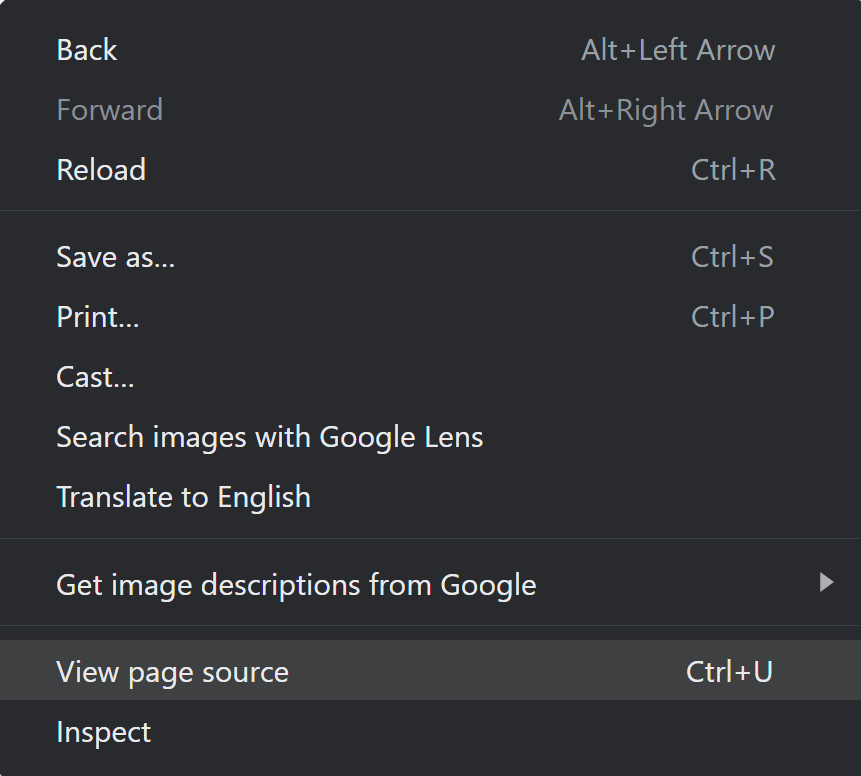 Back Alt+Left Arrow
Forward Alt+Right Arrow
Reload Ctrl+R
Save as... Ctrl+S
Print... Ctrl+P
Cast...
Search images with Google Lens
Translate to English
Get image descriptions from Google
View page source Ctrl+U
Inspect